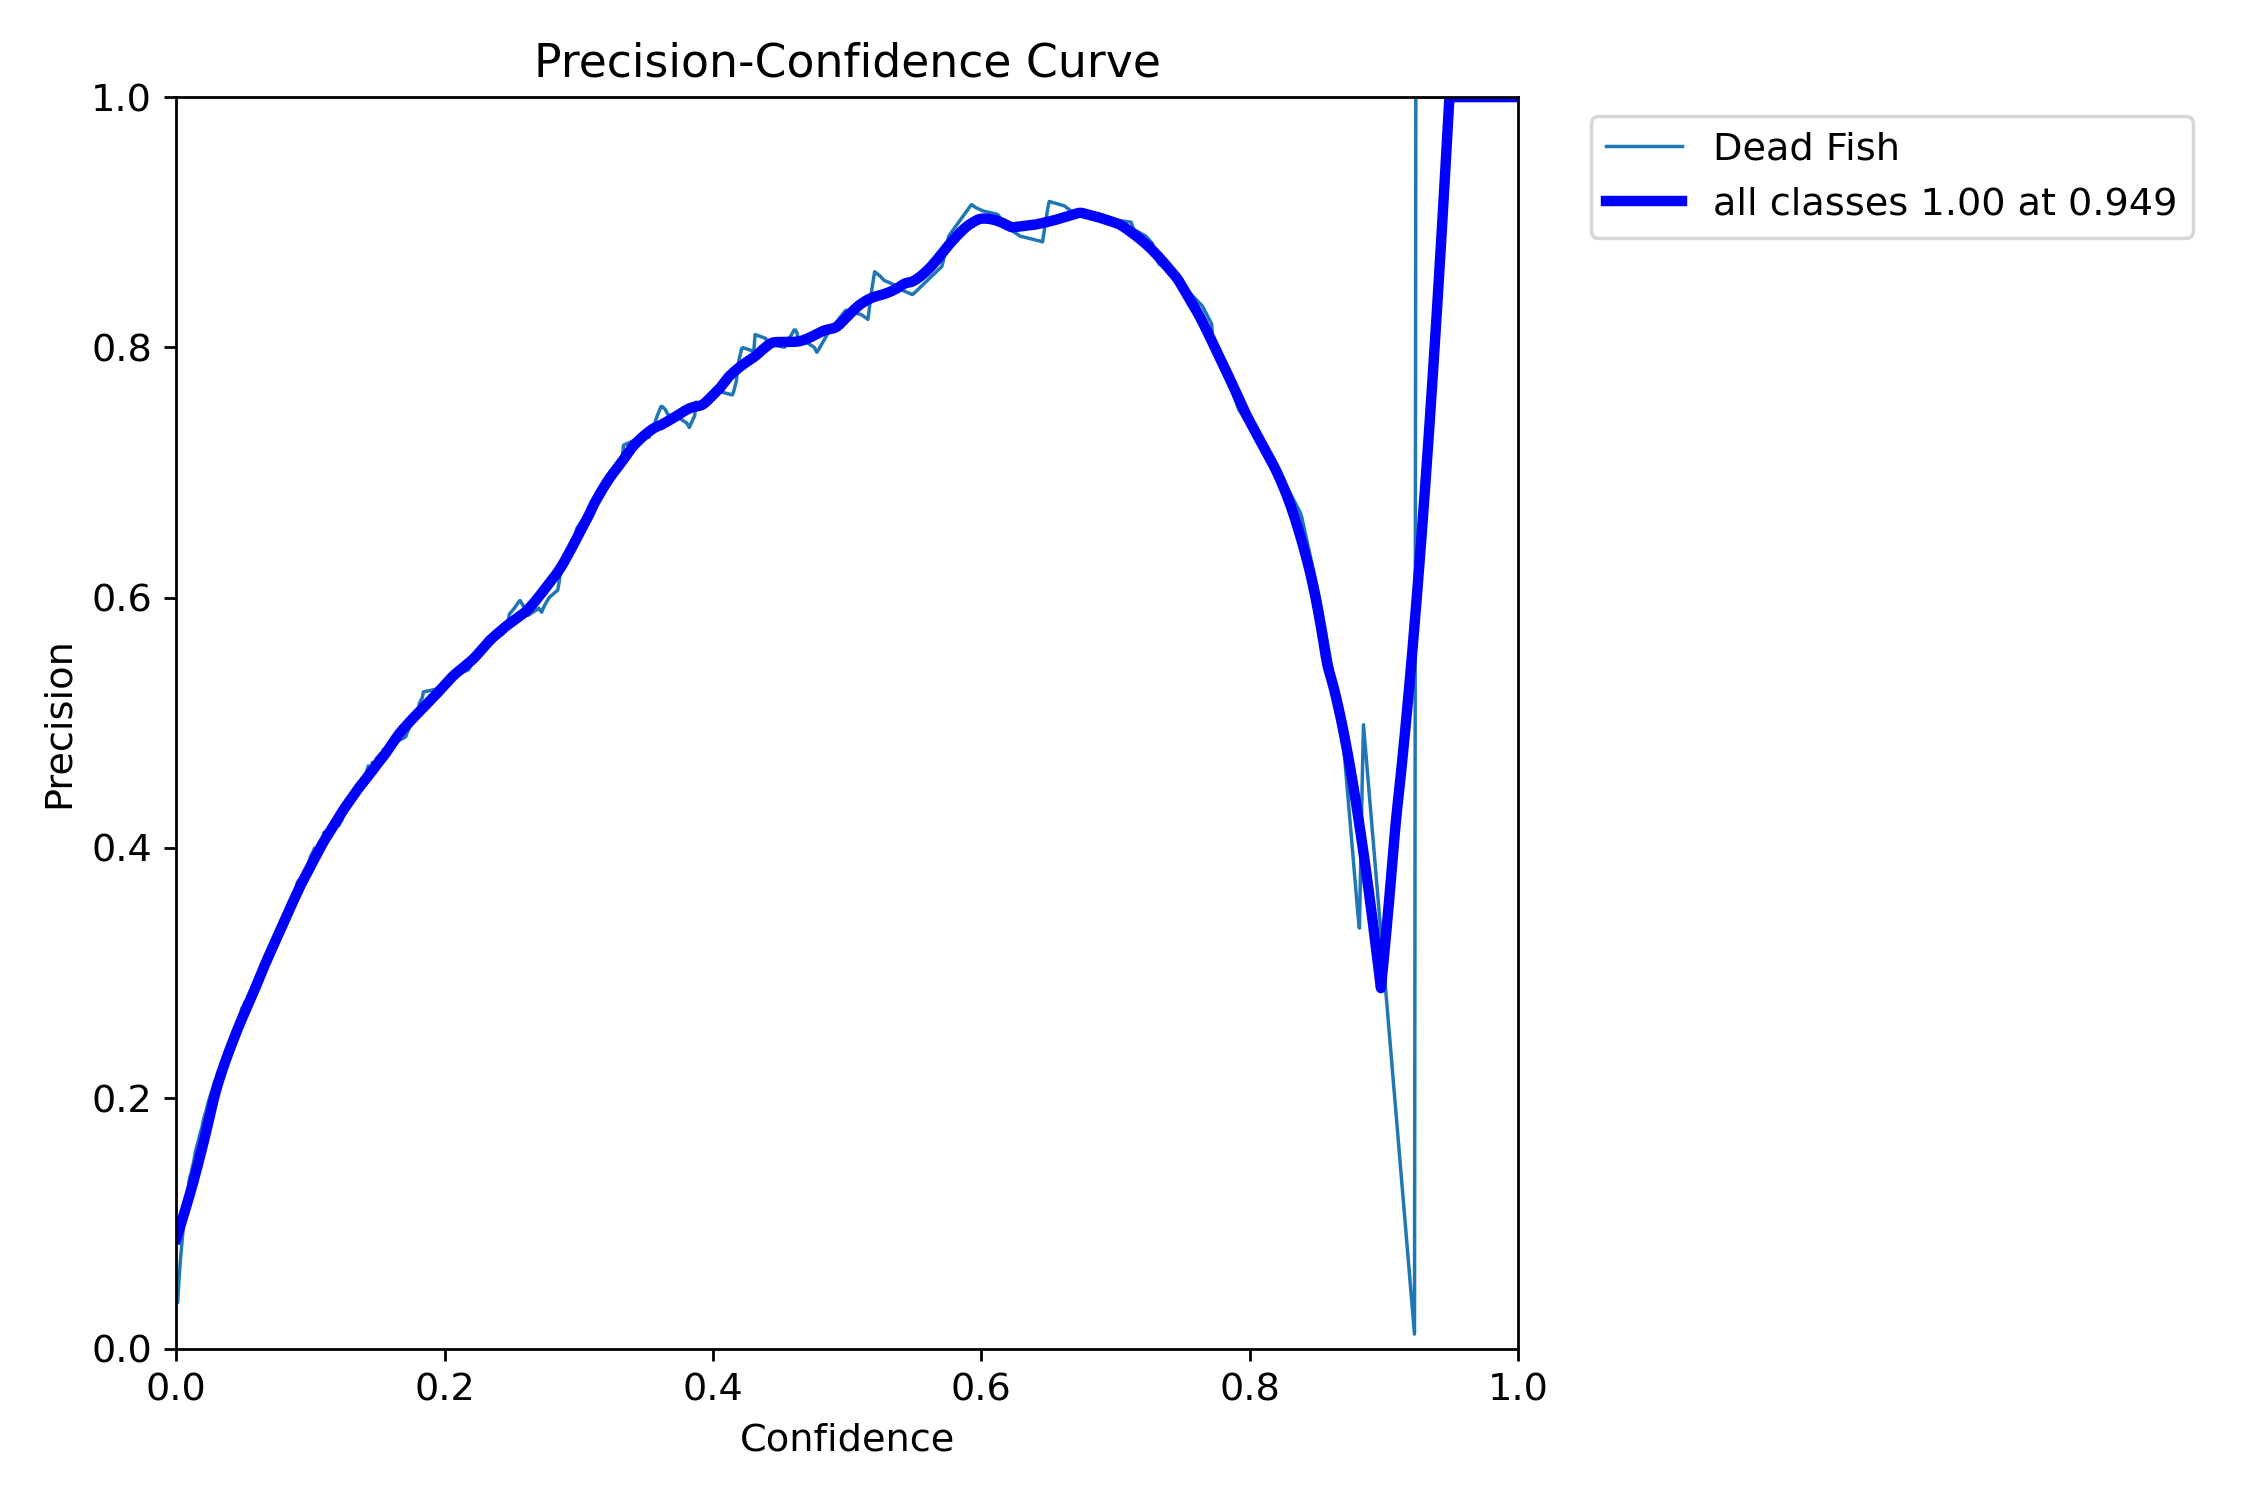 Precision-Confidence Curve
1.0
0.8
0.6
0.4
0.2
0.0
Precision
0.0 0.2 0.4 0.6 0.8 1.0
Confidence
Dead Fish
all classes 1.00 at 0.949